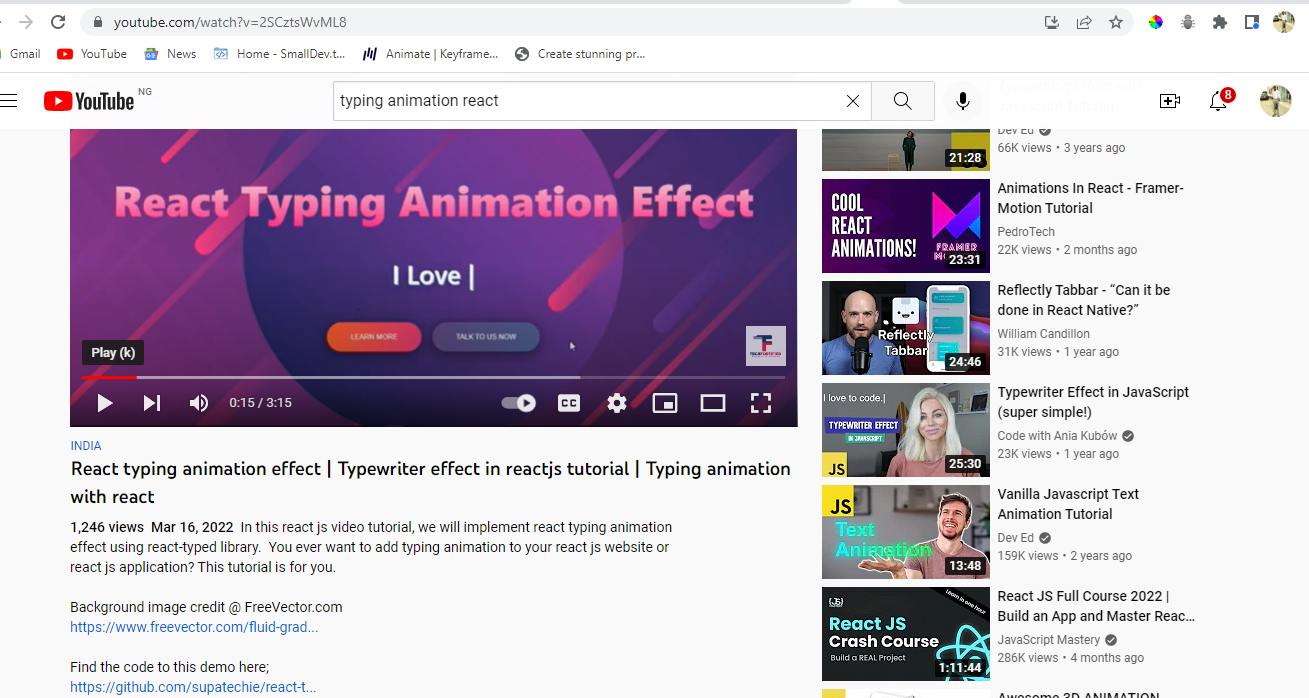 youtube.com/watch?v=2SCztsWvML8
Gmail
YouTube
News
Home - SmallDev.t...
Animate | Keyframe...
Create stunning pr...
YouTube NG
typing animation react
8
React Typing Animation Effect
I Love |
LEARN MORE
TALK TO US NOW
Play (k)
0:15 / 3:15
CC
INDIA
React typing animation effect | Typewriter effect in reactjs tutorial | Typing animation
with react
1,246 views Mar 16, 2022 In this react js video tutorial, we will implement react typing animation
effect using react-typed library. You ever want to add typing animation to your react js website or
react js application? This tutorial is for you.
Background image credit @ FreeVector.com
https://www.freevector.com/fluid-grad...
Find the code to this demo here;
https://github.com/supatechie/react-t...
21:28
Dev Ed
66K views • 3 years ago
COOL
REACT
ANIMATIONS!
FRAMER
23:31
Animations In React - Framer-
Motion Tutorial
PedroTech
22K views • 2 months ago
Reflectly
Tabbar
24:46
Reflectly Tabbar - “Can it be
done in React Native?”
William Candillon
31K views • 1 year ago
I love to code.|
TYPEWRITER EFFECT
IN JAVASCRIPT
JS
25:30
Typewriter Effect in JavaScript
(super simple!)
Code with Ania Kubów
23K views • 1 year ago
JS
Text
Animation
13:48
Vanilla Javascript Text
Animation Tutorial
Dev Ed
159K views • 2 years ago
{JS}
Learn in one hour
React JS
Crash Course
Build a REAL Project
1:11:44
React JS Full Course 2022 |
Build an App and Master Reac...
JavaScript Mastery
286K views • 4 months ago
Awesome 3D ANIMATION